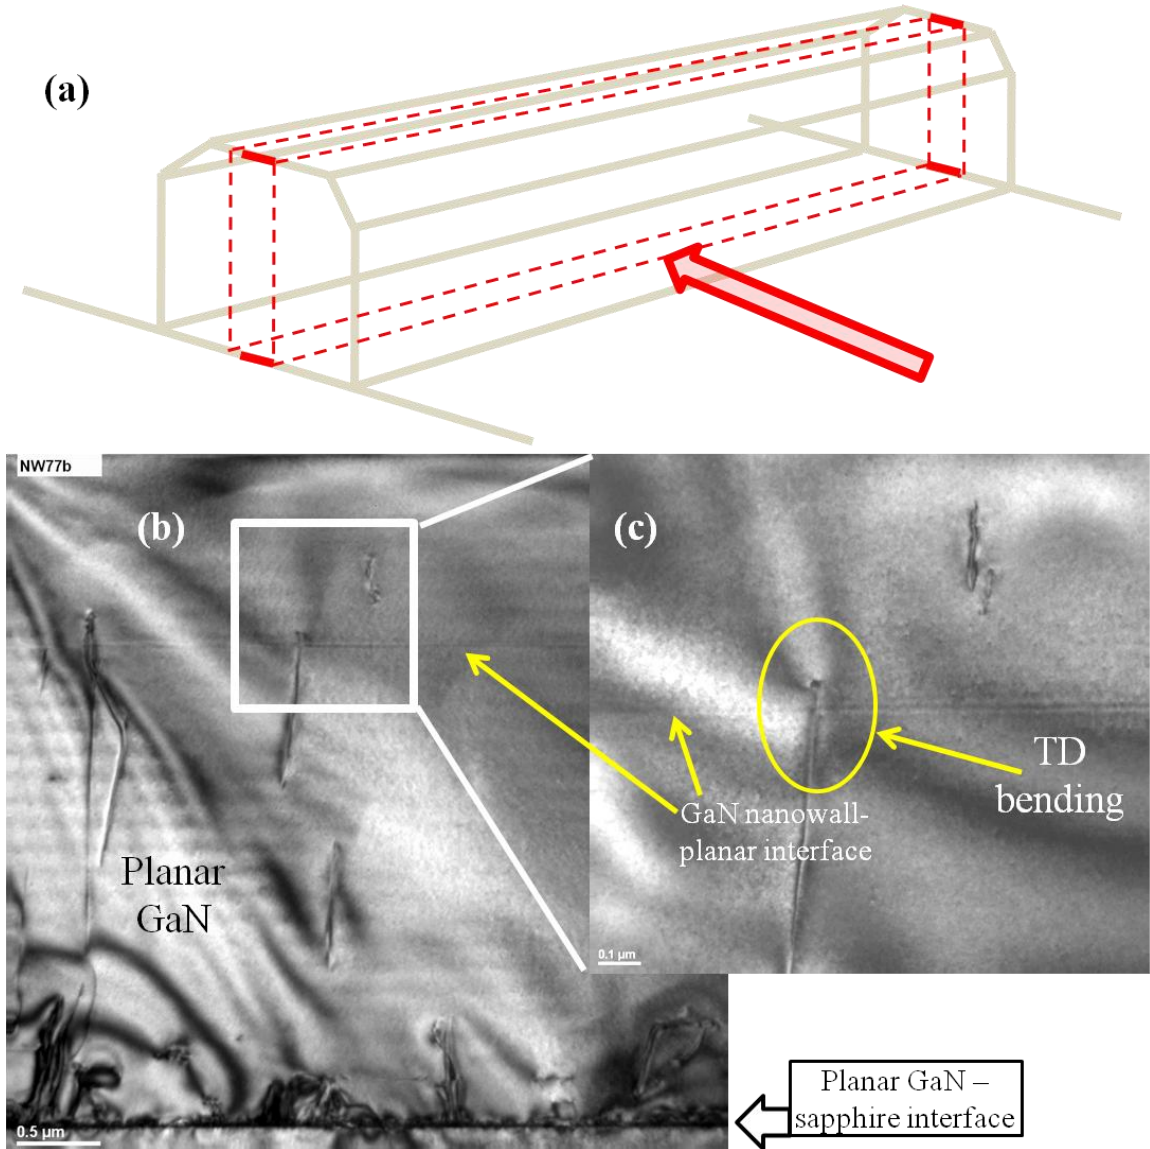 (a)
NW77b
(b)
(c)
TD
bending
GaN nanowall-
planar interface
Planar
GaN
0.1 µm
0.5 µm
Planar GaN –
sapphire interface